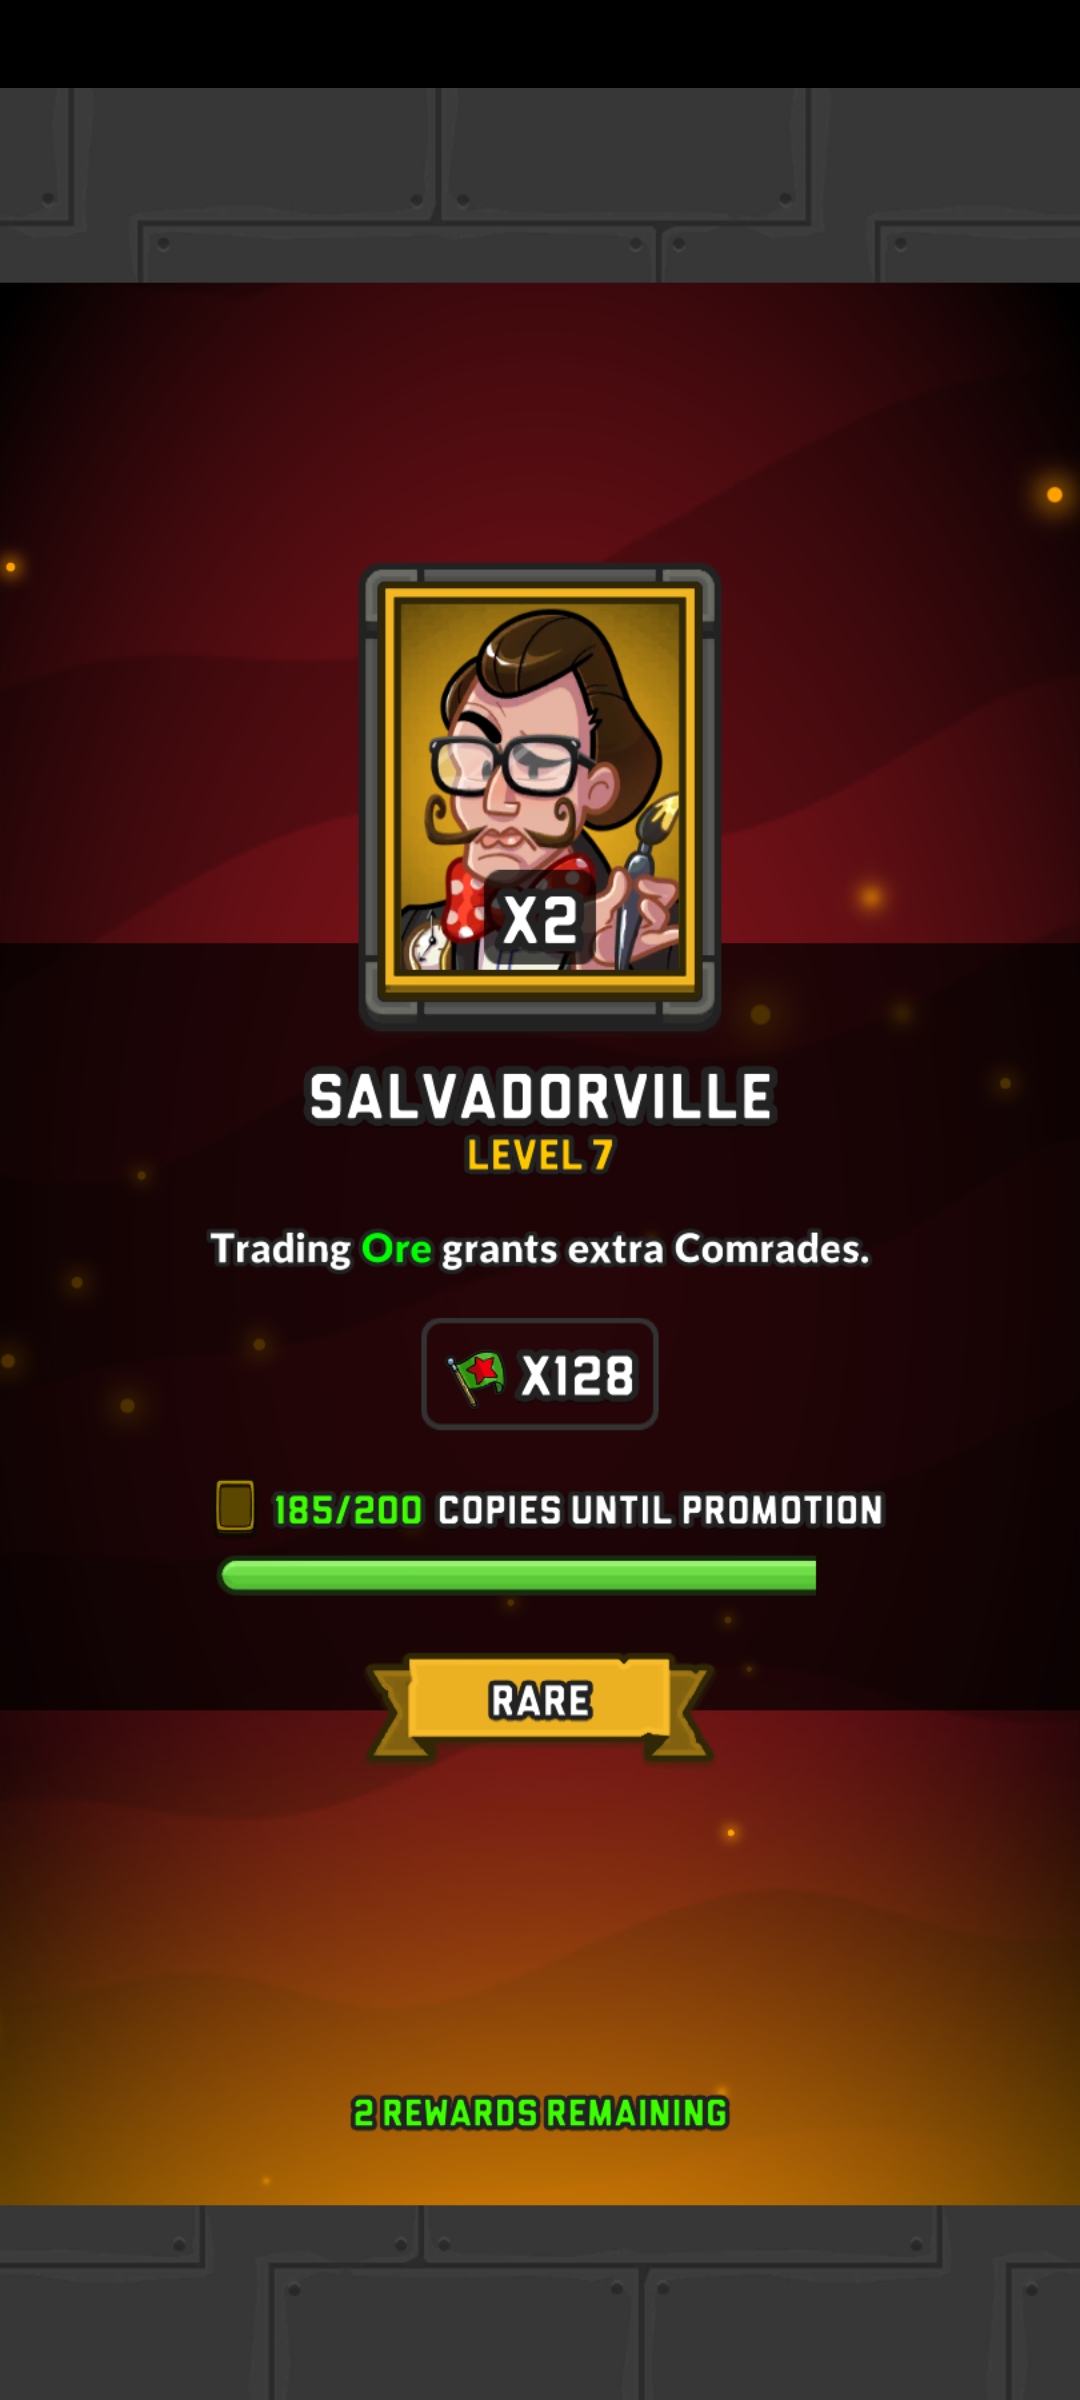 X2
SALVADORVILLE
LEVEL 7
Trading Ore grants extra Comrades.
X128
185/200 COPIES UNTIL PROMOTION
RARE
2 REWARDS REMAINING